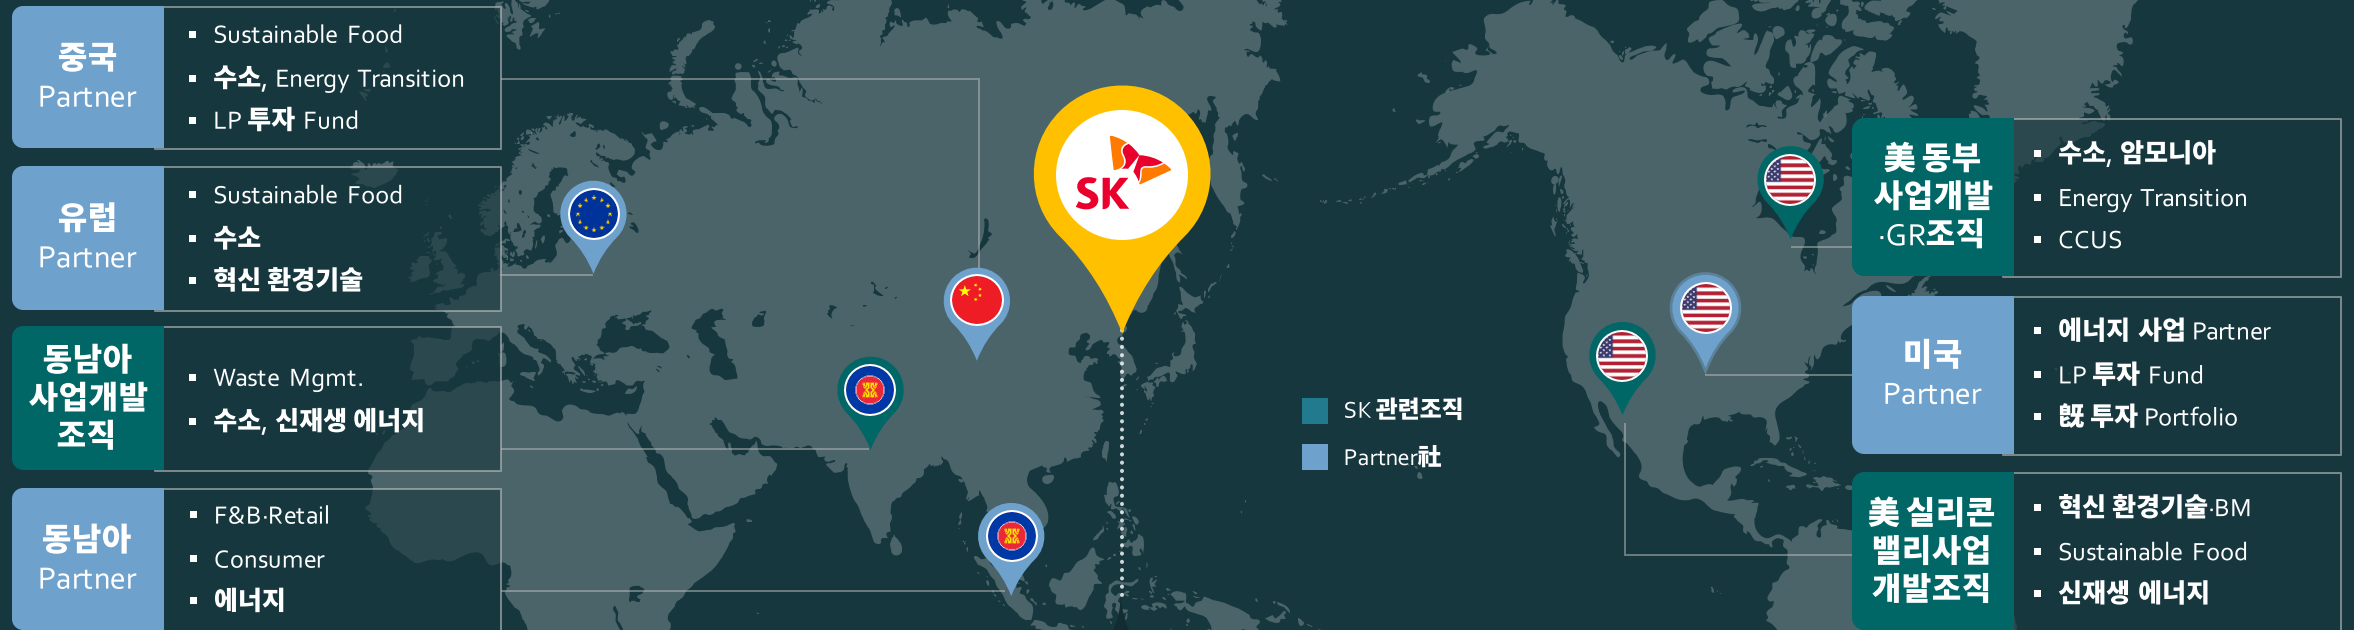 중국
Partner
Sustainable Food
수소, Energy Transition
LP 투자 Fund
유럽
Partner
Sustainable Food
수소
혁신 환경기술
동남아
사업개발
조직
Waste Mgmt.
수소, 신재생 에너지
동남아
Partner
F&B·Retail
Consumer
에너지
SK
SK 관련조직
Partner社
美 동부
사업개발
·GR조직
수소, 암모니아
Energy Transition
CCUS
미국
Partner
에너지 사업 Partner
LP 투자 Fund
旣 투자 Portfolio
美 실리콘
밸리사업
개발조직
혁신 환경기술·BM
Sustainable Food
신재생 에너지